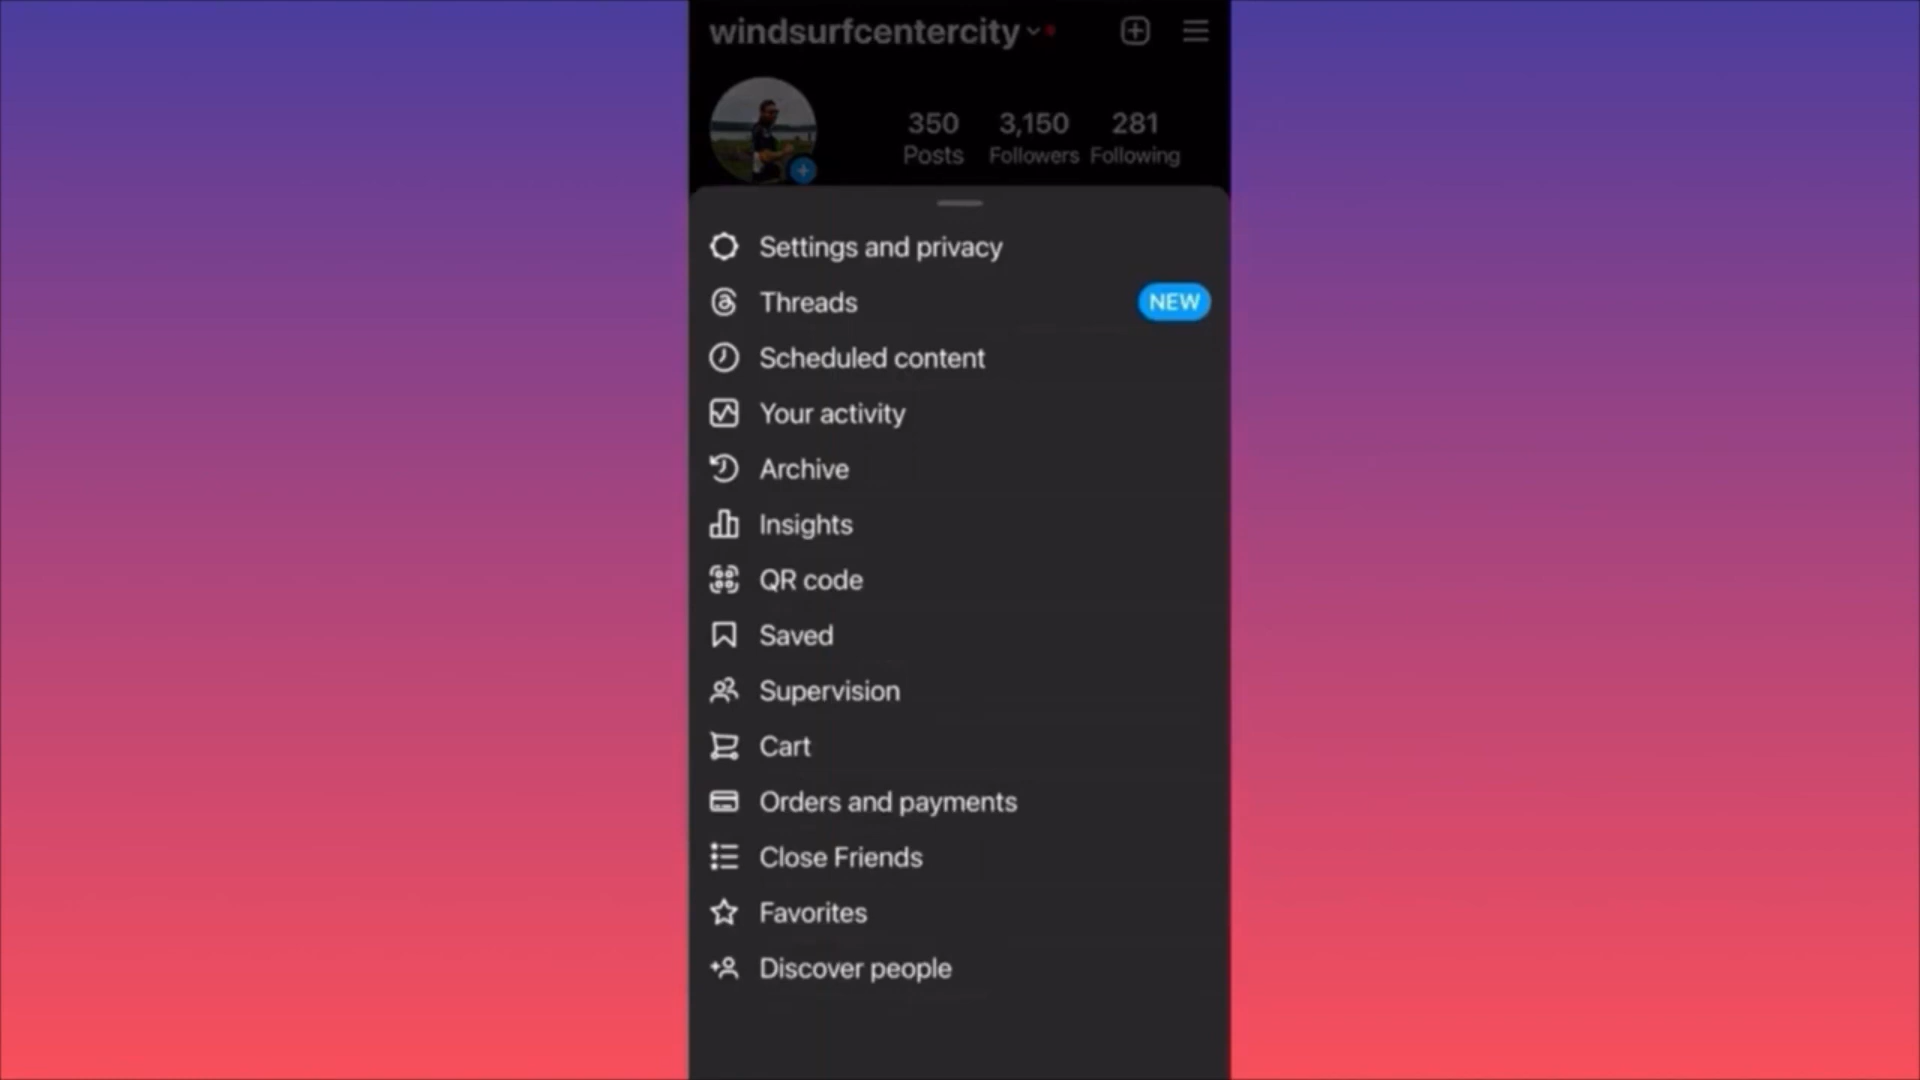 windsurfcentercity
350 3,150 281
Posts Followers Following
Settings and privacy
Threads NEW
Scheduled content
Your activity
Archive
Insights
QR code
Saved
Supervision
Cart
Orders and payments
Close Friends
Favorites
Discover people